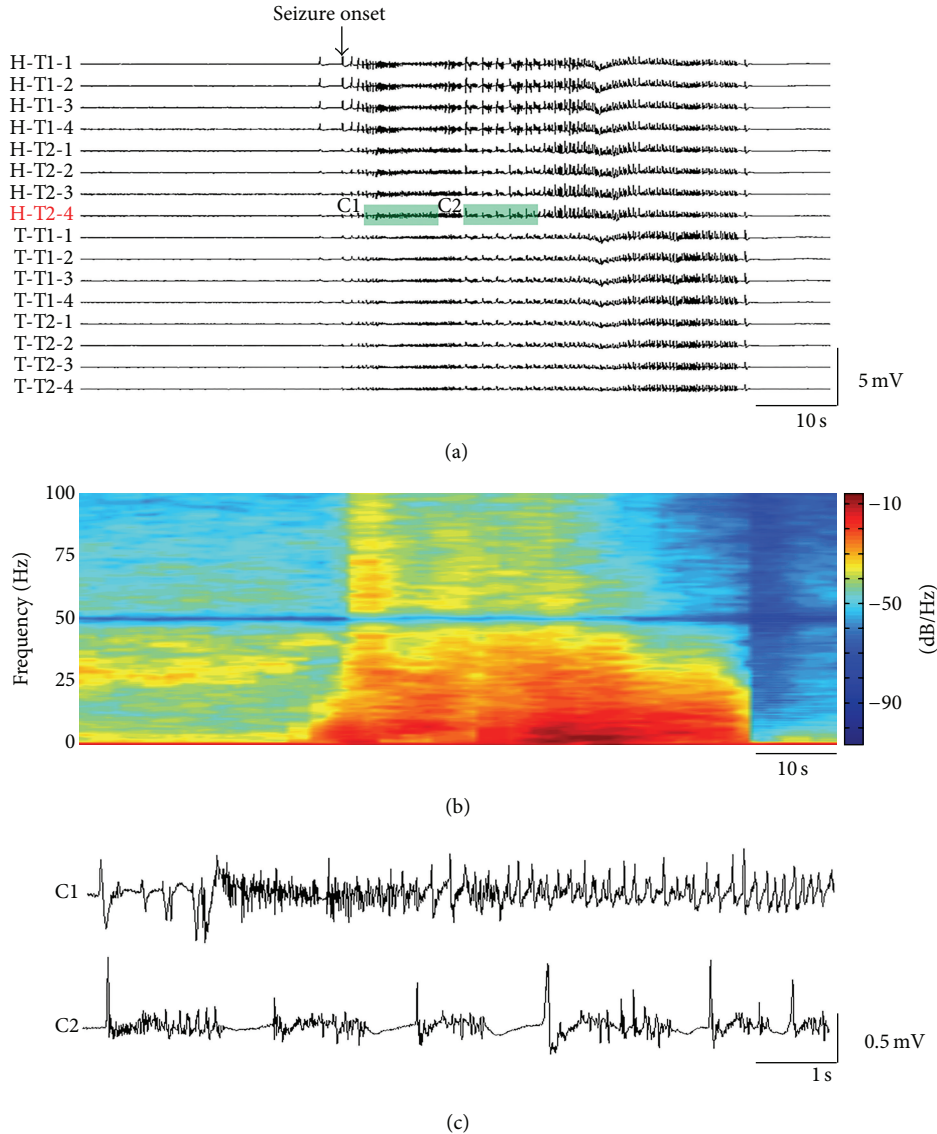 Seizure onset
H-T1-1
H-T1-2
H-T1-3
H-T1-4
H-T2-1
H-T2-2
H-T2-3
H-T2-4
C1
C2
T-T1-1
T-T1-2
T-T1-3
T-T1-4
T-T2-1
T-T2-2
T-T2-3
T-T2-4
5 mV
10 s
(a)
Frequency (Hz)
100
75
50
25
0
−10
−50
−90
(dB/Hz)
10 s
(b)
C1
C2
0.5 mV
1 s
(c)